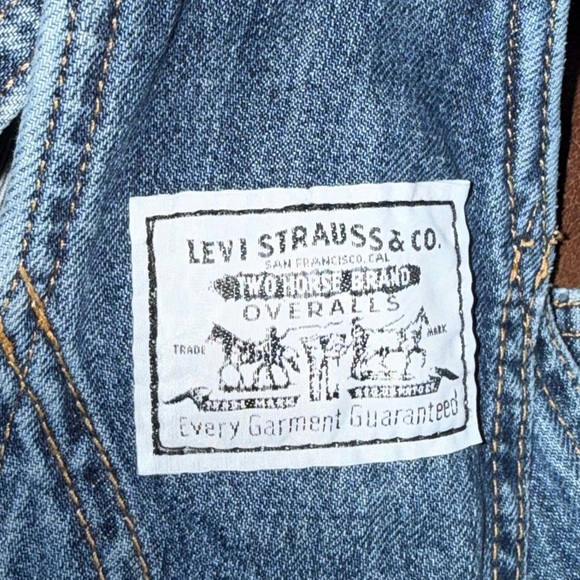 LEVI STRAUSS & CO.
SAN FRANCISCO, CAL
TWO HORSE BRAND
OVERALLS
TRADE MARK
Every Garment Guaranteed